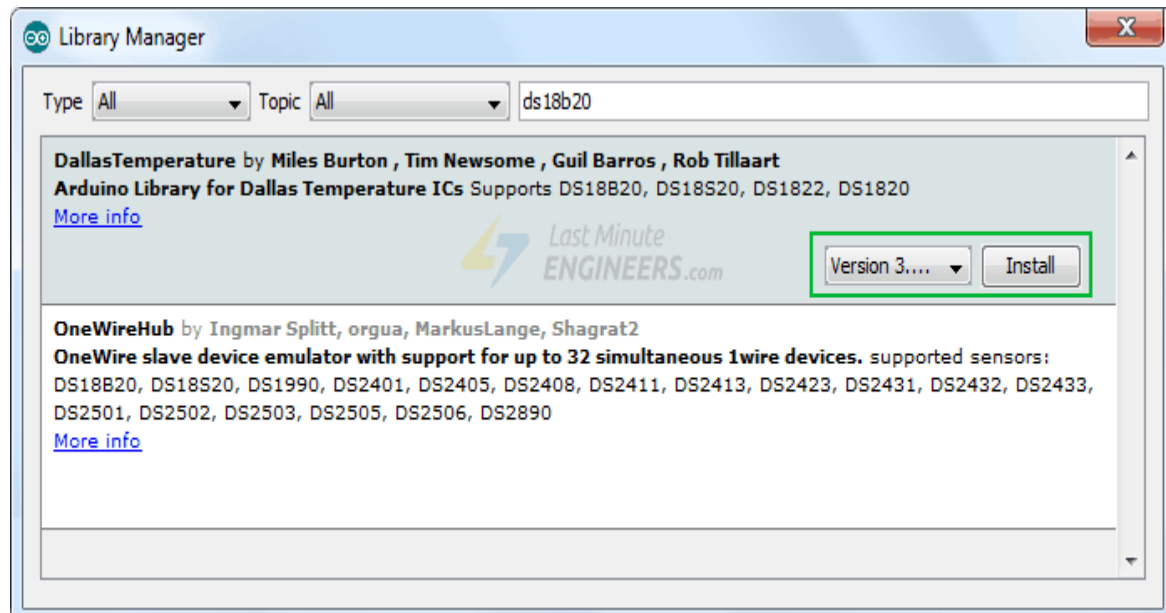 Library Manager
Type All Topic All ds18b20
DallasTemperature by Miles Burton , Tim Newsome , Guil Barros , Rob Tillaart
Arduino Library for Dallas Temperature ICs Supports DS18B20, DS18S20, DS1822, DS1820
More info
Last Minute
ENGINEERS.com
Version 3.... Install
OneWireHub by Ingmar Splitt, orgua, MarkusLange, Shagrat2
OneWire slave device emulator with support for up to 32 simultaneous 1wire devices. supported sensors:
DS18B20, DS18S20, DS1990, DS2401, DS2405, DS2408, DS2411, DS2413, DS2423, DS2431, DS2432, DS2433,
DS2501, DS2502, DS2503, DS2505, DS2506, DS2890
More info